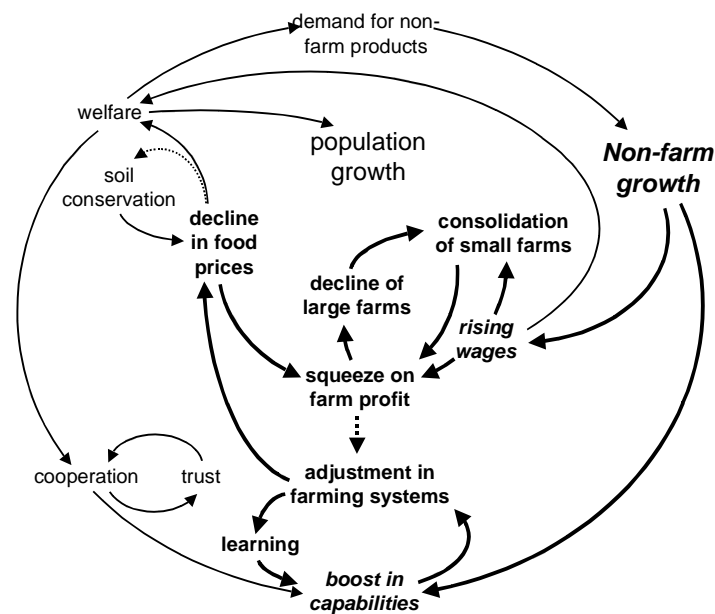 demand for non-
farm products
welfare
population
growth
Non-farm
growth
soil
conservation
decline
in food
prices
consolidation
of small farms
decline of
large farms
rising
wages
squeeze on
farm profit
cooperation
trust
adjustment in
farming systems
learning
boost in
capabilities